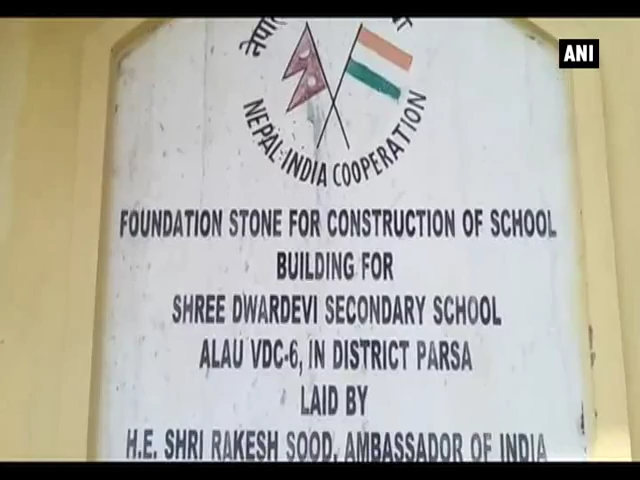 ANI
NEPAL-INDIA COOPERATION
FOUNDATION STONE FOR CONSTRUCTION OF SCHOOL
BUILDING FOR
SHREE DWARDEVI SECONDARY SCHOOL
ALAU VDC-6, IN DISTRICT PARSA
LAID BY
H.E. SHRI RAKESH SOOD, AMBASSADOR OF INDIA